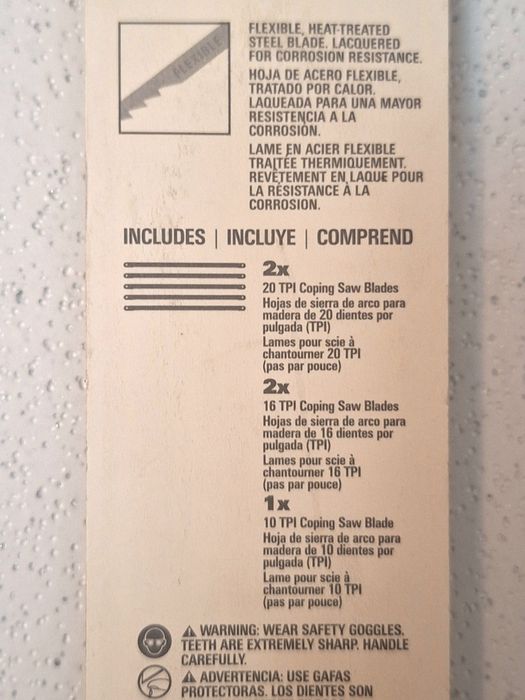 FLEXIBLE
FLEXIBLE, HEAT-TREATED
STEEL BLADE. LACQUERED
FOR CORROSION RESISTANCE.
HOJA DE ACERO FLEXIBLE,
TRATADO POR CALOR.
LAQUEADA PARA UNA MAYOR
RESISTENCIA A LA
CORROSIÓN.
LAME EN ACIER FLEXIBLE
TRAITÉE THERMIQUEMENT.
REVÊTEMENT EN LAQUE POUR
LA RÉSISTANCE À LA
CORROSION.
INCLUDES | INCLUYE | COMPREND
2x
20 TPI Coping Saw Blades
Hojas de sierra de arco para
madera de 20 dientes por
pulgada (TPI)
Lames pour scie à
chantourner 20 TPI
(pas par pouce)
2x
16 TPI Coping Saw Blades
Hojas de sierra de arco para
madera de 16 dientes por
pulgada (TPI)
Lames pour scie à
chantourner 16 TPI
(pas par pouce)
1x
10 TPI Coping Saw Blade
Hoja de sierra de arco para
madera de 10 dientes por
pulgada (TPI)
Lame pour scie à
chantourner 10 TPI
(pas par pouce)
WARNING: WEAR SAFETY GOGGLES.
TEETH ARE EXTREMELY SHARP. HANDLE
CAREFULLY.
ADVERTENCIA: USE GAFAS
PROTECTORAS. LOS DIENTES SON